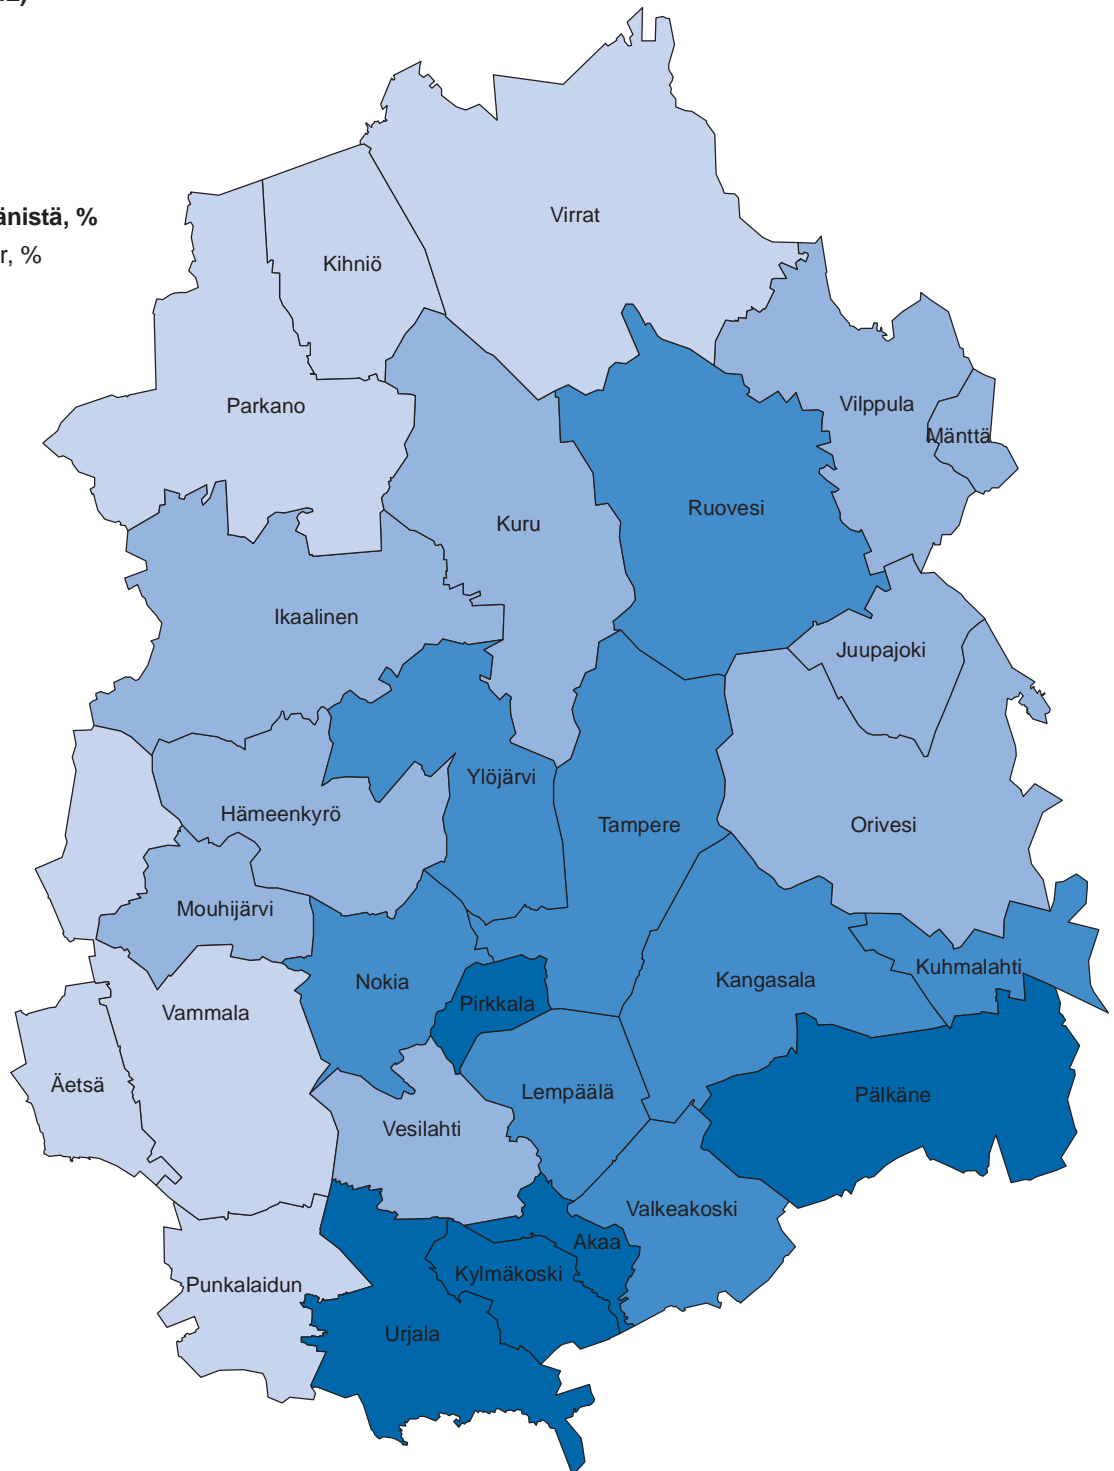 änistä, %
r, %
Virrat
Kihniö
Parkano
Vilppula
Mänttä
Ruovesi
Kuru
Ikaalinen
Juupajoki
Ylöjärvi
Hämeenkyrö
Tampere
Orivesi
Mouhijärvi
Kuhmalahti
Nokia
Kangasala
Pirkkala
Vammala
Äetsä
Lempäälä
Pälkäne
Vesilahti
Valkeakoski
Akaa
Kylmäkoski
Punkalaidun
Urjala